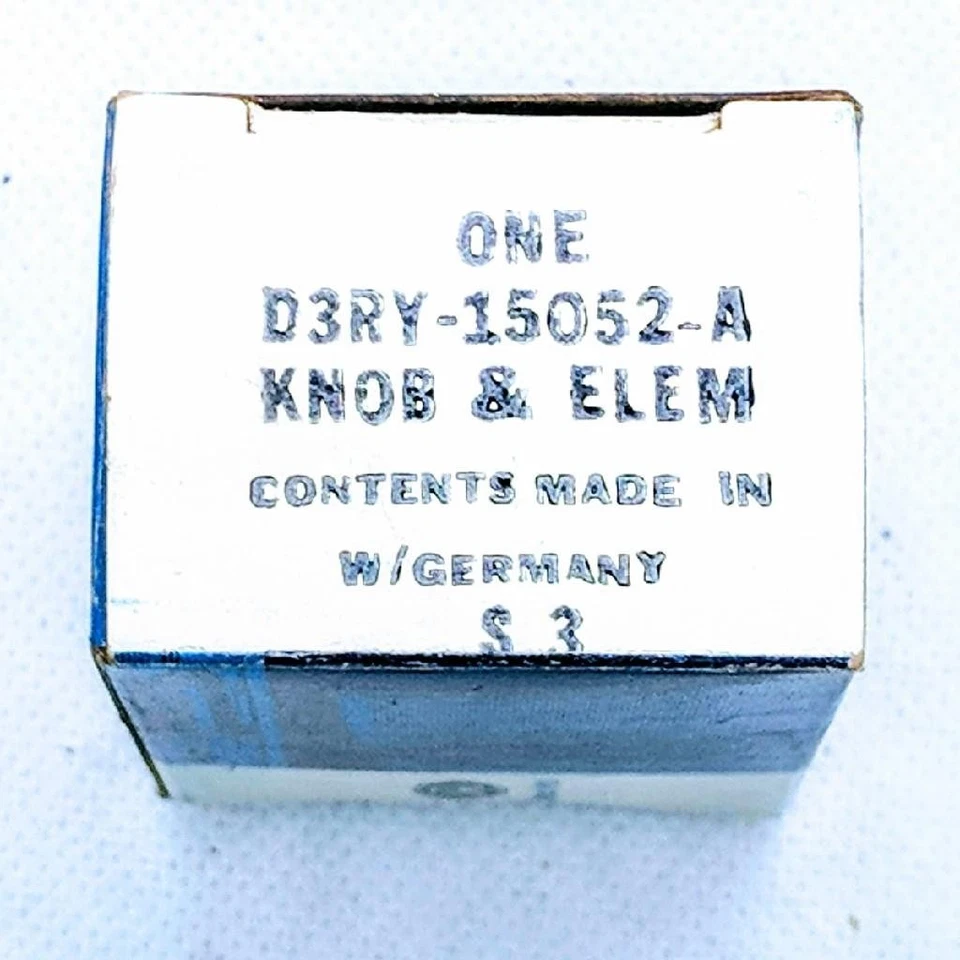 ONE
D3RY-15052-A
KNOB & ELEM
CONTENTS MADE IN
W/GERMANY
S 3